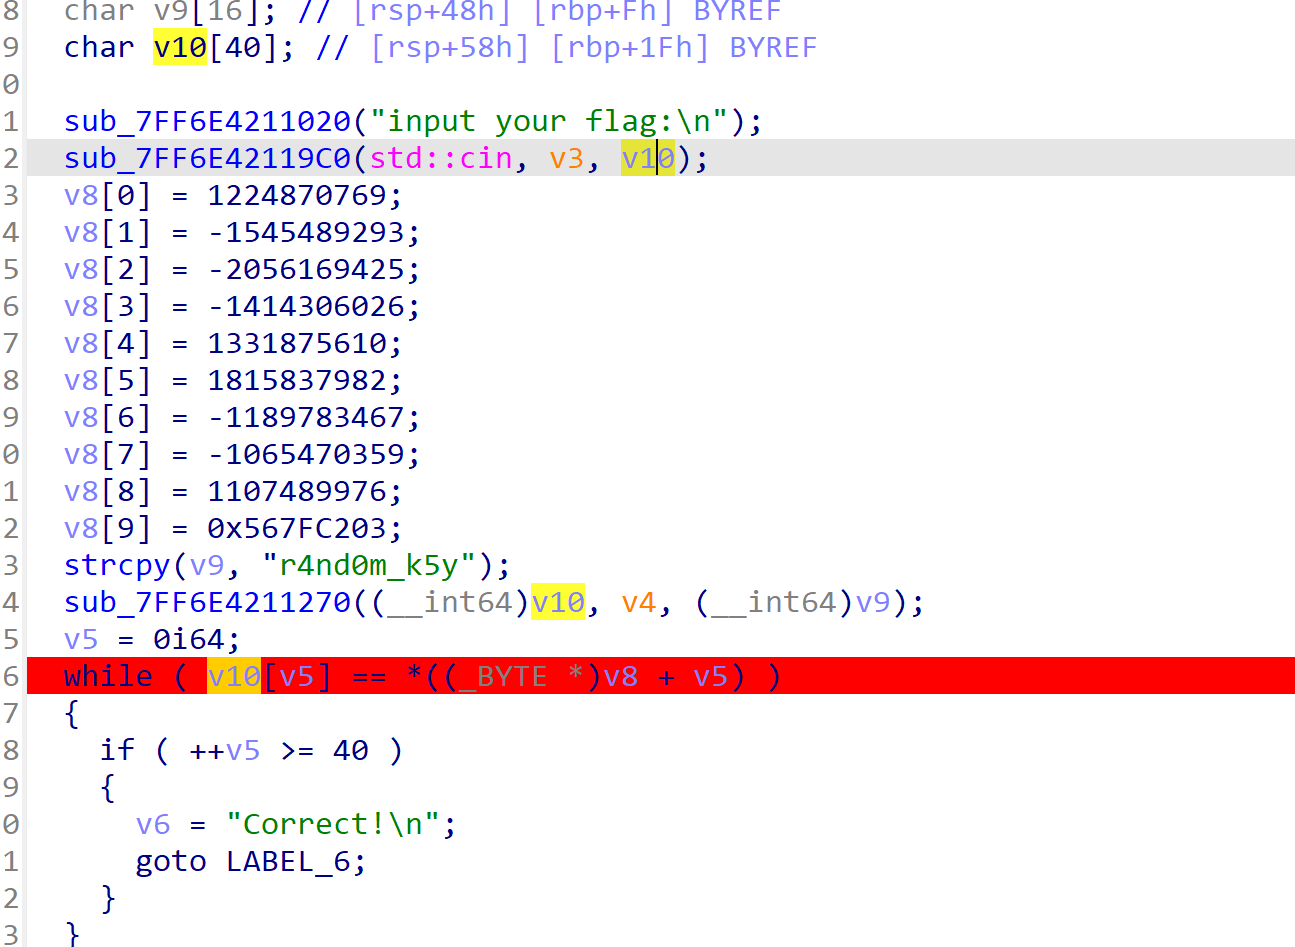 8 char v9[16]; // [rsp+48h] [rbp+Fh] BYREF
9 char v10[40]; // [rsp+58h] [rbp+1Fh] BYREF
0
1 sub_7FF6E4211020("input your flag:\n");
2 sub_7FF6E42119C0(std::cin, v3, v10);
3 v8[0] = 1224870769;
4 v8[1] = -1545489293;
5 v8[2] = -2056169425;
6 v8[3] = -1414306026;
7 v8[4] = 1331875610;
8 v8[5] = 1815837982;
9 v8[6] = -1189783467;
0 v8[7] = -1065470359;
1 v8[8] = 1107489976;
2 v8[9] = 0x567FC203;
3 strcpy(v9, "r4nd0m_k5y");
4 sub_7FF6E4211270((__int64)v10, v4, (__int64)v9);
5 v5 = 0i64;
6 while ( v10[v5] == *((_BYTE *)v8 + v5) )
7 {
8 if ( ++v5 >= 40 )
9 {
0 v6 = "Correct!\n";
1 goto LABEL_6;
2 }
3 }